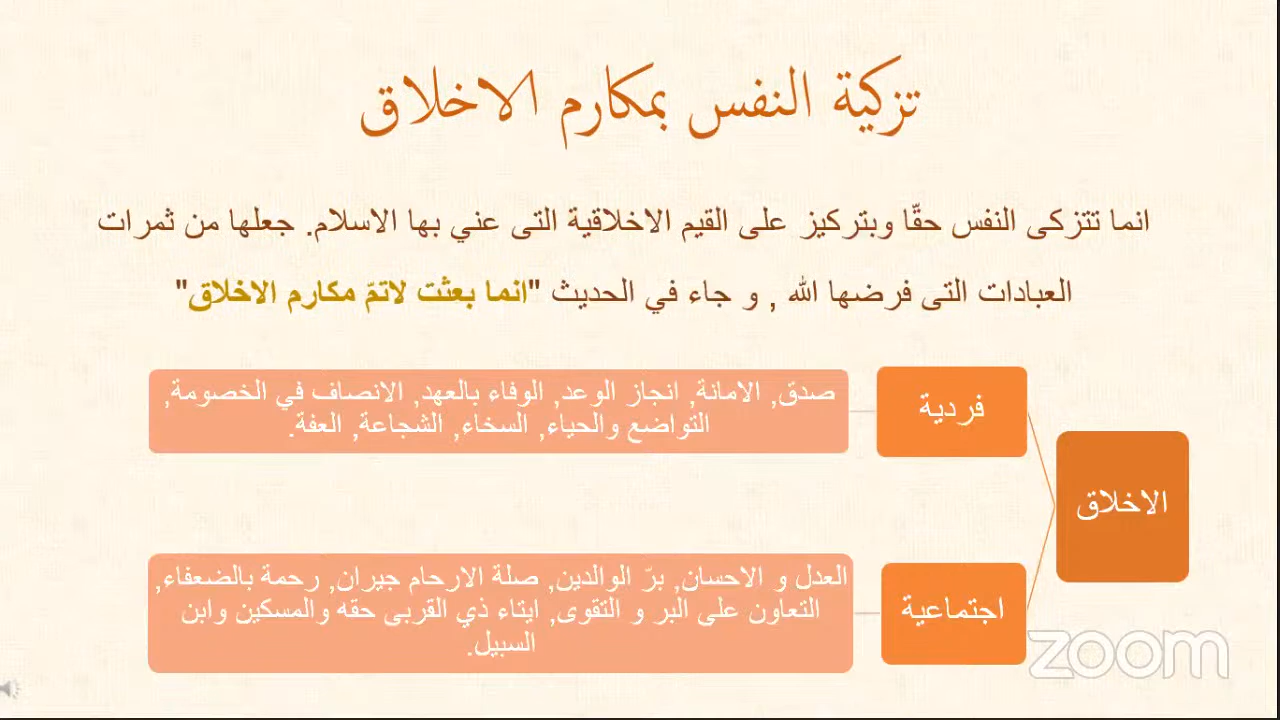 تزكية النفس بمكارم الاخلاق
انما تتزكى النفس حقّا وبتركيز على القيم الاخلاقية التى عني بها الاسلام. جعلها من ثمرات
العبادات التى فرضها الله , و جاء في الحديث "انما بعثت لاتمّ مكارم الاخلاق"
الاخلاق
فردية
صدق, الامانة, انجاز الوعد, الوفاء بالعهد, الانصاف في الخصومة,
التواضع والحياء, السخاء, الشجاعة, العفة.
اجتماعية
العدل و الاحسان, برّ الوالدين, صلة الارحام جيران, رحمة بالضعفاء,
التعاون على البر و التقوى, ايتاء ذي القربى حقه والمسكين وابن
السبيل.
zoom